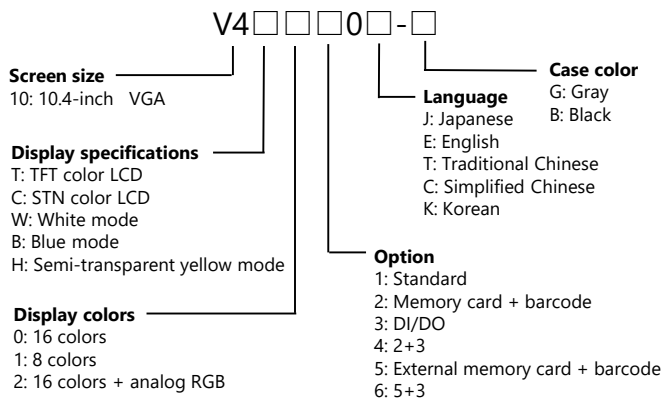 V4□□□0□-□
Screen size
10: 10.4-inch VGA
Display specifications
T: TFT color LCD
C: STN color LCD
W: White mode
B: Blue mode
H: Semi-transparent yellow mode
Display colors
0: 16 colors
1: 8 colors
2: 16 colors + analog RGB
Case color
G: Gray
B: Black
Language
J: Japanese
E: English
T: Traditional Chinese
C: Simplified Chinese
K: Korean
Option
1: Standard
2: Memory card + barcode
3: DI/DO
4: 2+3
5: External memory card + barcode
6: 5+3